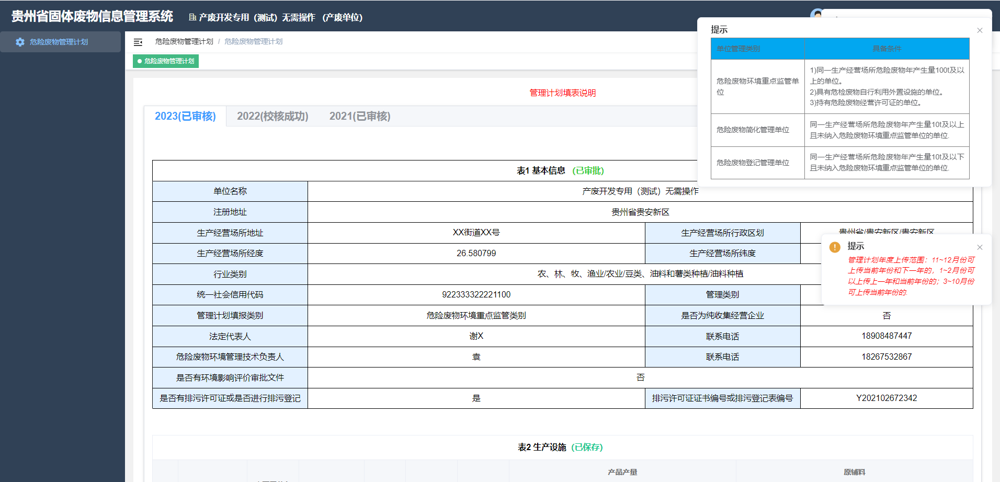 贵州省固体废物信息管理系统
产废开发专用（测试）无需操作 （产废单位）
危险废物管理计划
危险废物管理计划 / 危险废物管理计划
危险废物管理计划
管理计划填表说明
2023(已审核) 2022(校核成功) 2021(已审核)
表1 基本信息 (已审批)
单位名称 产废开发专用（测试）无需操作
注册地址 贵州省贵安新区
生产经营场所地址 XX街道XX号 生产经营场所行政区划 贵州省/贵安新区/贵安新区
生产经营场所经度 26.580799 生产经营场所纬度
行业类别 农、林、牧、渔业/农业/豆类、油料和薯类种植/油料种植
统一社会信用代码 922333322221100 管理类别
管理计划填报类别 危险废物环境重点监管类别 是否为纯收集经营企业 否
法定代表人 谢X 联系电话 18908487447
危险废物环境管理技术负责人 袁 联系电话 18267532867
是否有环境影响评价审批文件 否
是否有排污许可证或是否进行排污登记 是 排污许可证证书编号或排污登记表编号 Y202102672342
表2 生产设施 (已保存)
产品产量 原辅料
提示
单位管理类别 具备条件
危险废物环境重点监管单
位
1)同一生产经营场所危险废物年产生量100t及以
上的单位。
2)具有危检废物自行利用外置设施的单位。
3)持有危险废物经营许可证的单位。
危险废物简化管理单位
同一生产经营场所危险废物年产生量10t及以上
且未纳入危险废物环境重点监管单位的单位.
危险废物登记管理单位
同一生产经营场所危险废物年产生量10t及以下
且未纳入危险废物环境重点监管单位的单位.
提示
管理计划年度上传范围：11~12月份可
上传当前年份和下一年的，1~2月份可
以上传上一年和当前年份的；3~10月份
可上传当前年份的.